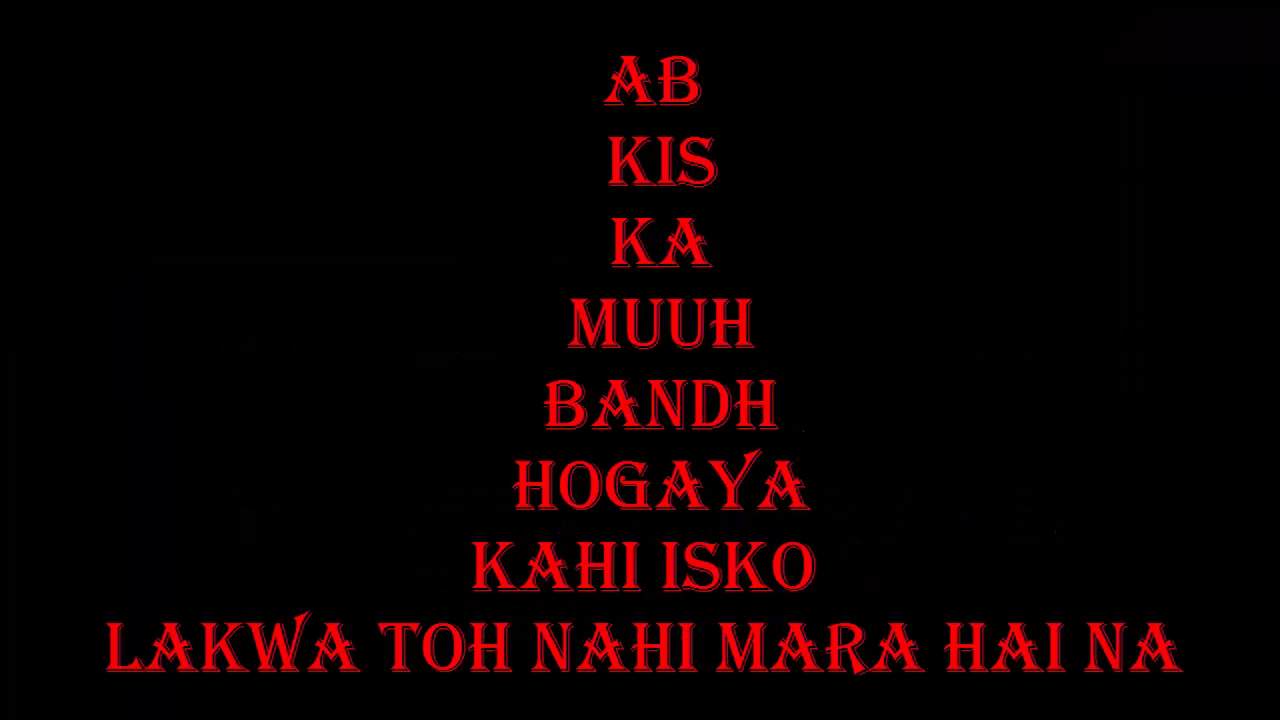 AB
KIS
KA
MUUH
BANDH
HOGAYA
KAHI ISKO
LAKWA TOH NAHI MARA HAI NA